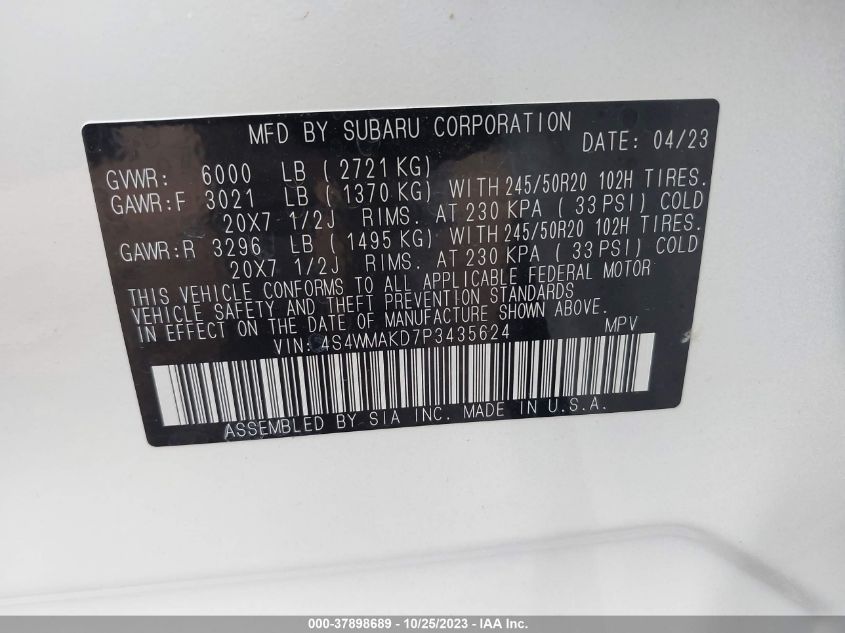 MFD BY SUBARU CORPORATION
DATE: 04/23
GVWR: 6000 LB ( 2721 KG)
GAWR:F 3021 LB ( 1370 KG) WITH 245/50R20 102H TIRES.
20X7 1/2J RIMS. AT 230 KPA ( 33 PSI) COLD
GAWR:R 3296 LB ( 1495 KG) WITH 245/50R20 102H TIRES.
20X7 1/2J RIMS. AT 230 KPA ( 33 PSI) COLD
THIS VEHICLE CONFORMS TO ALL APPLICABLE FEDERAL MOTOR
VEHICLE SAFETY AND THEFT PREVENTION STANDARDS
IN EFFECT ON THE DATE OF MANUFACTURE SHOWN ABOVE.
VIN: 4S4WMAKD7P3435624 MPV
ASSEMBLED BY SIA INC. MADE IN U.S.A.
000-37898689 - 10/25/2023 - IAA Inc.